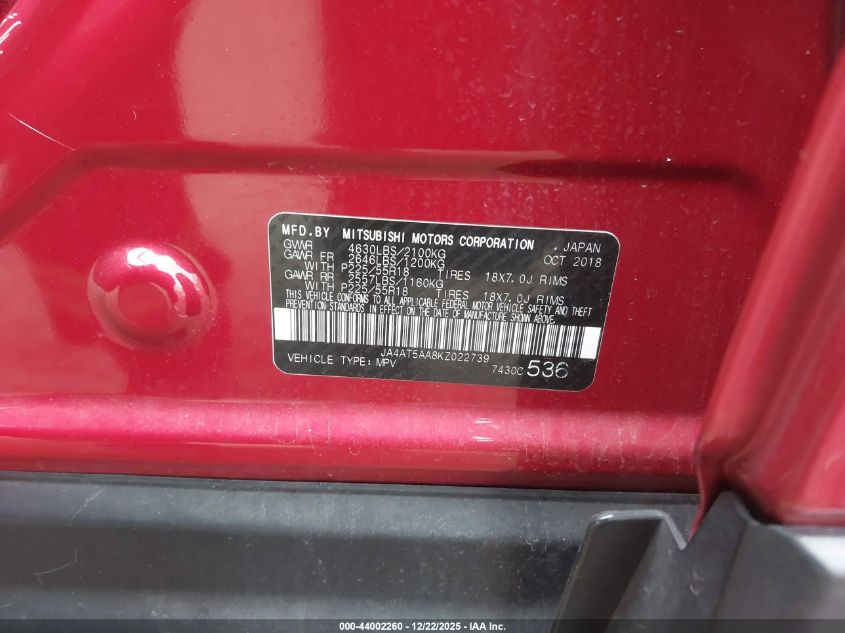 MFD.BY MITSUBISHI MOTORS CORPORATION . JAPAN
GVWR 4630LBS/2100KG OCT 2018
GAWR FR 2646LBS/1200KG
WITH P225/55R18 TIRES 18X7.0J RIMS
GAWR RR 2557LBS/1160KG
WITH P225/55R18 TIRES 18X7.0J RIMS
THIS VEHICLE CONFORMS TO ALL APPLICABLE FEDERAL MOTOR VEHICLE SAFETY AND THEFT
PREVENTION STANDARDS IN EFFECT ON THE DATE OF MANUFACTURE SHOWN ABOVE.
JA4AT5AA8KZ022739
VEHICLE TYPE: MPV 7430C 536
000-44002260 - 12/22/2025 - IAA Inc.